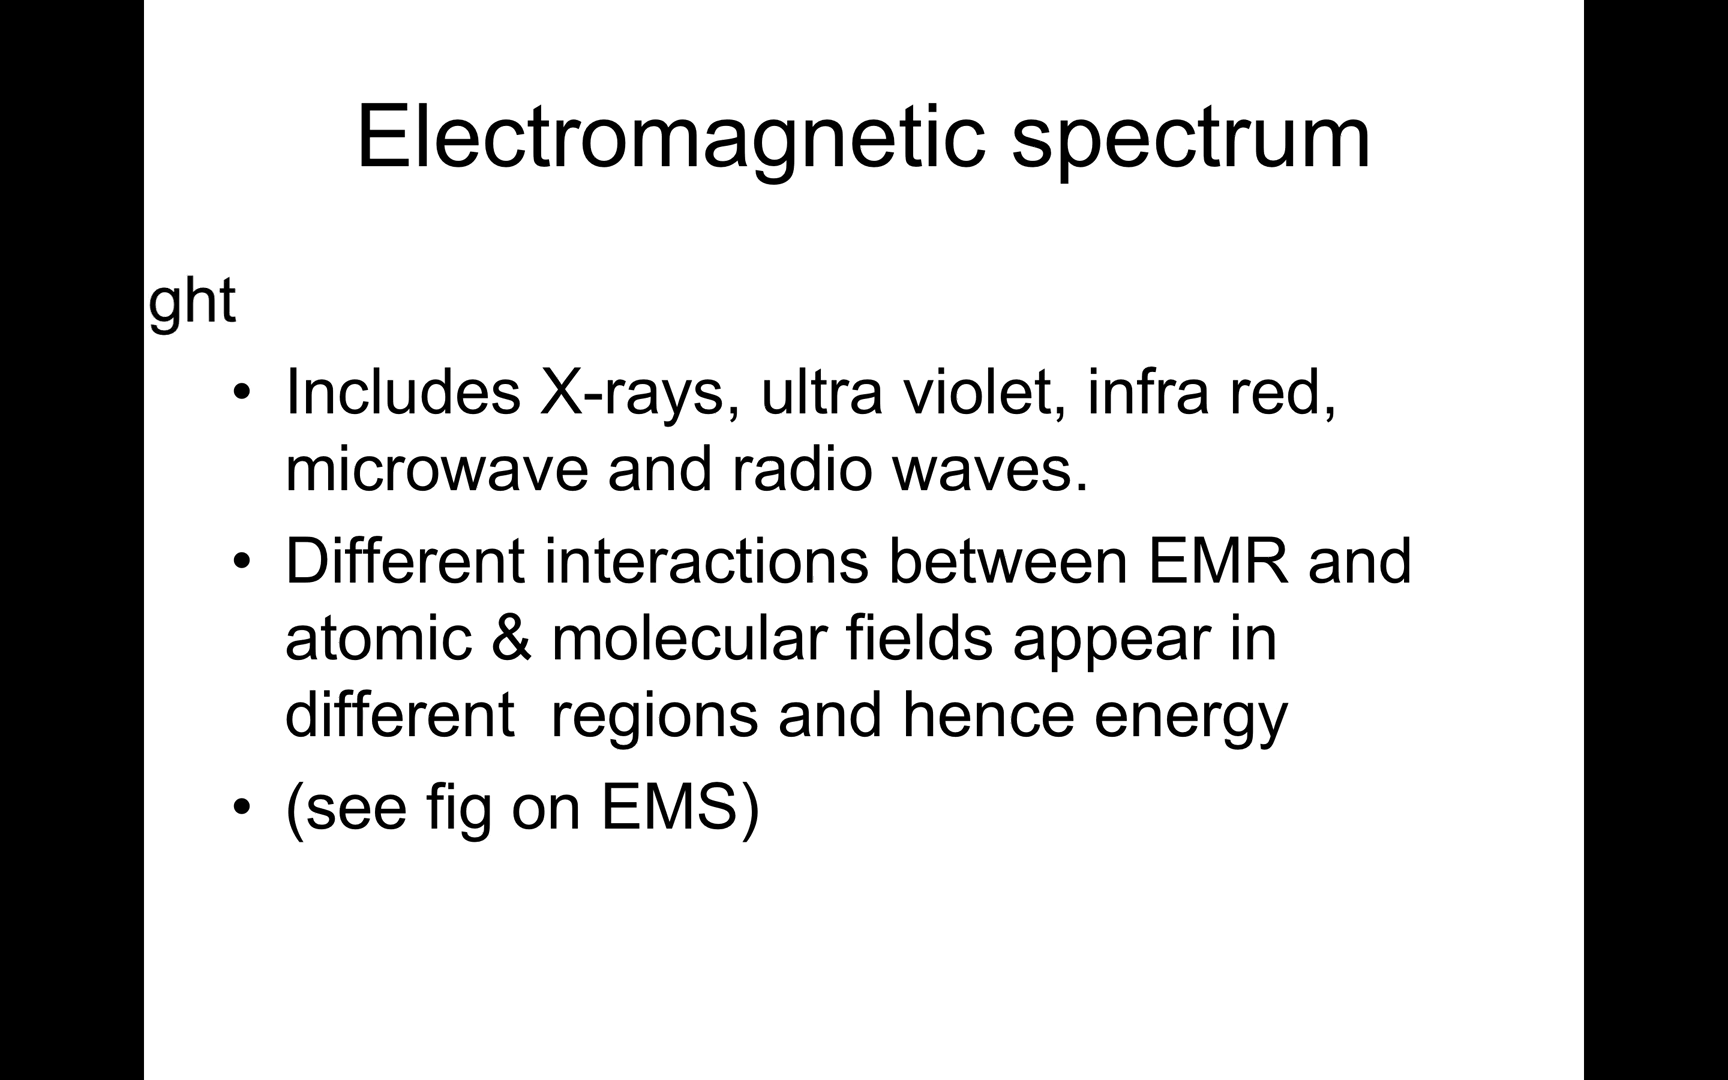 Electromagnetic spectrum
ght
• Includes X-rays, ultra violet, infra red,
microwave and radio waves.
• Different interactions between EMR and
atomic & molecular fields appear in
different  regions and hence energy
• (see fig on EMS)